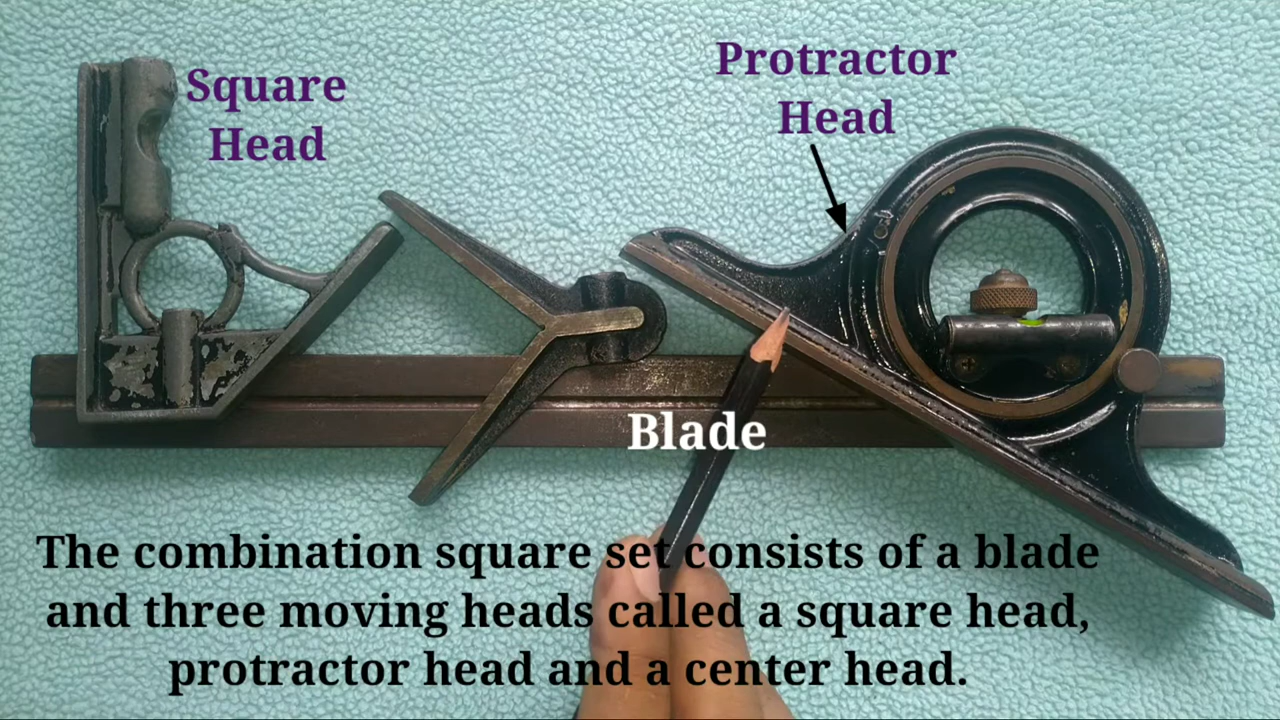 Square
Head
Protractor
Head
Blade
The combination square set consists of a blade
and three moving heads called a square head,
protractor head and a center head.